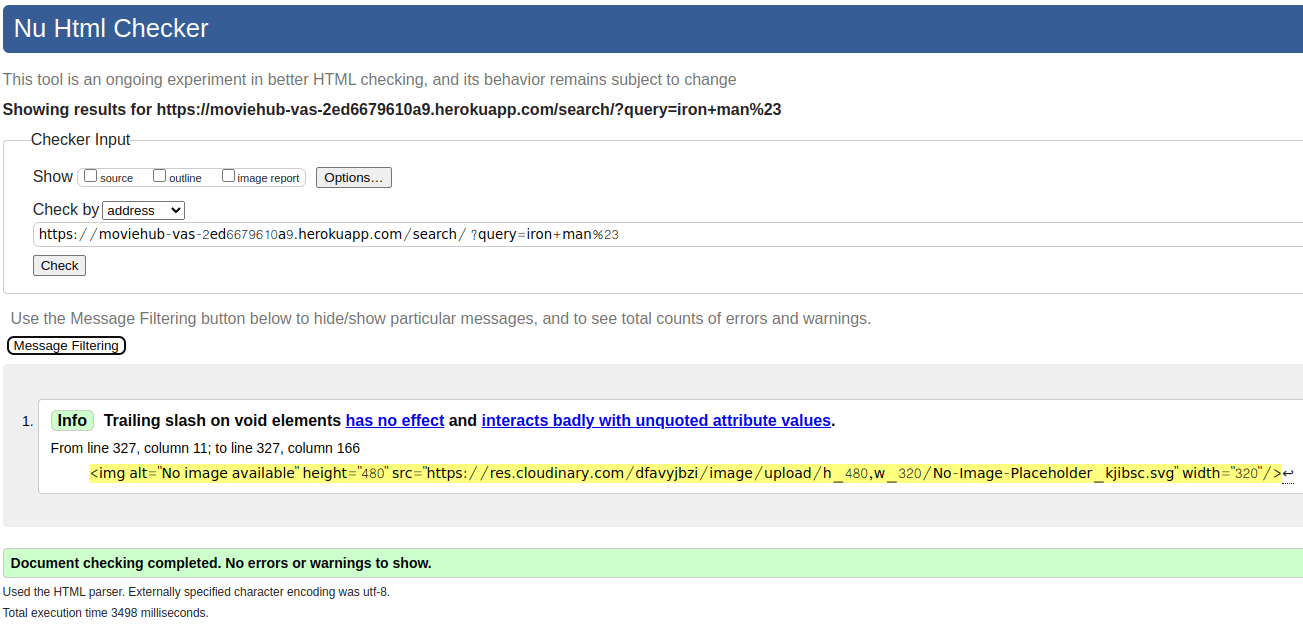 Nu Html Checker
This tool is an ongoing experiment in better HTML checking, and its behavior remains subject to change
Showing results for https://moviehub-vas-2ed6679610a9.herokuapp.com/search/?query=iron+man%23
Checker Input
Show source outline image report Options...
Check by address
https://moviehub-vas-2ed6679610a9.herokuapp.com/search/?query=iron+man%23
Check
Use the Message Filtering button below to hide/show particular messages, and to see total counts of errors and warnings.
Message Filtering
1. Info Trailing slash on void elements has no effect and interacts badly with unquoted attribute values.
From line 327, column 11; to line 327, column 166
<img alt="No image available" height="480" src="https://res.cloudinary.com/dfavyjbzi/image/upload/h_480,w_320/No-Image-Placeholder_kjibsc.svg" width="320"/>↩
Document checking completed. No errors or warnings to show.
Used the HTML parser. Externally specified character encoding was utf-8.
Total execution time 3498 milliseconds.